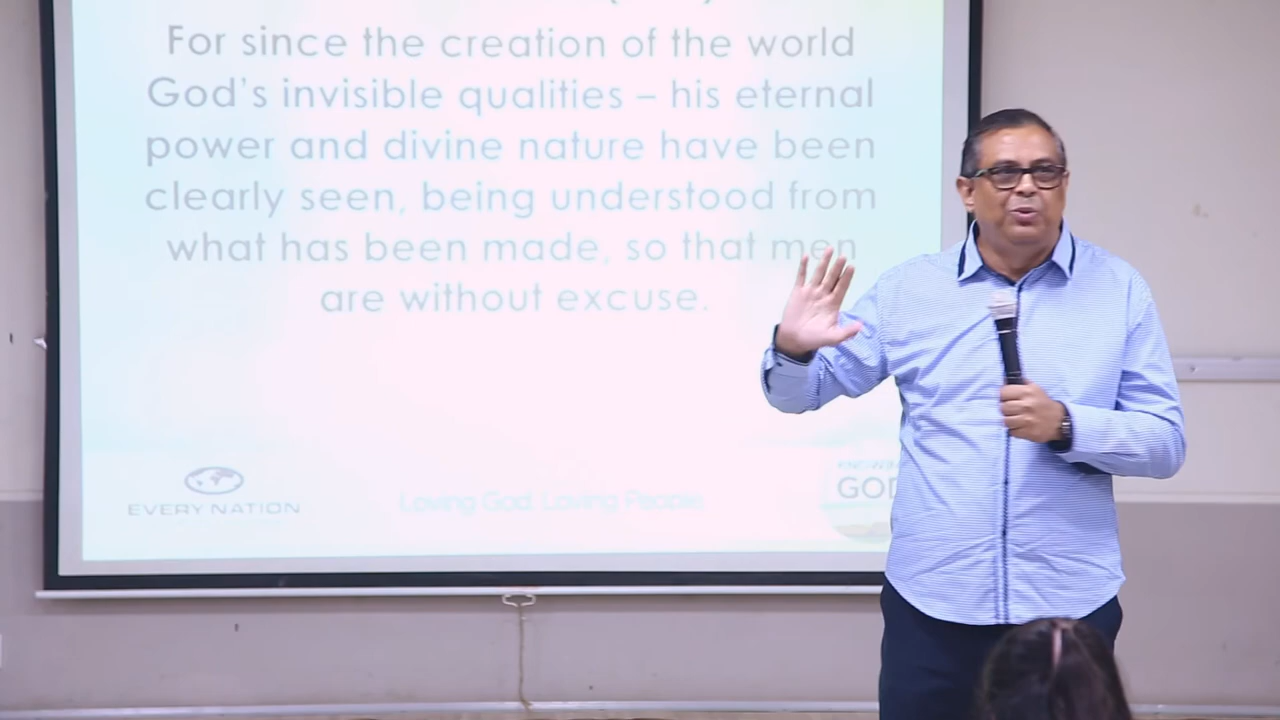 For since the creation of the world
God's invisible qualities – his eternal
power and divine nature have been
clearly seen, being understood from
what has been made, so that men
are without excuse.
EVERY NATION
Loving God. Loving People
GOD